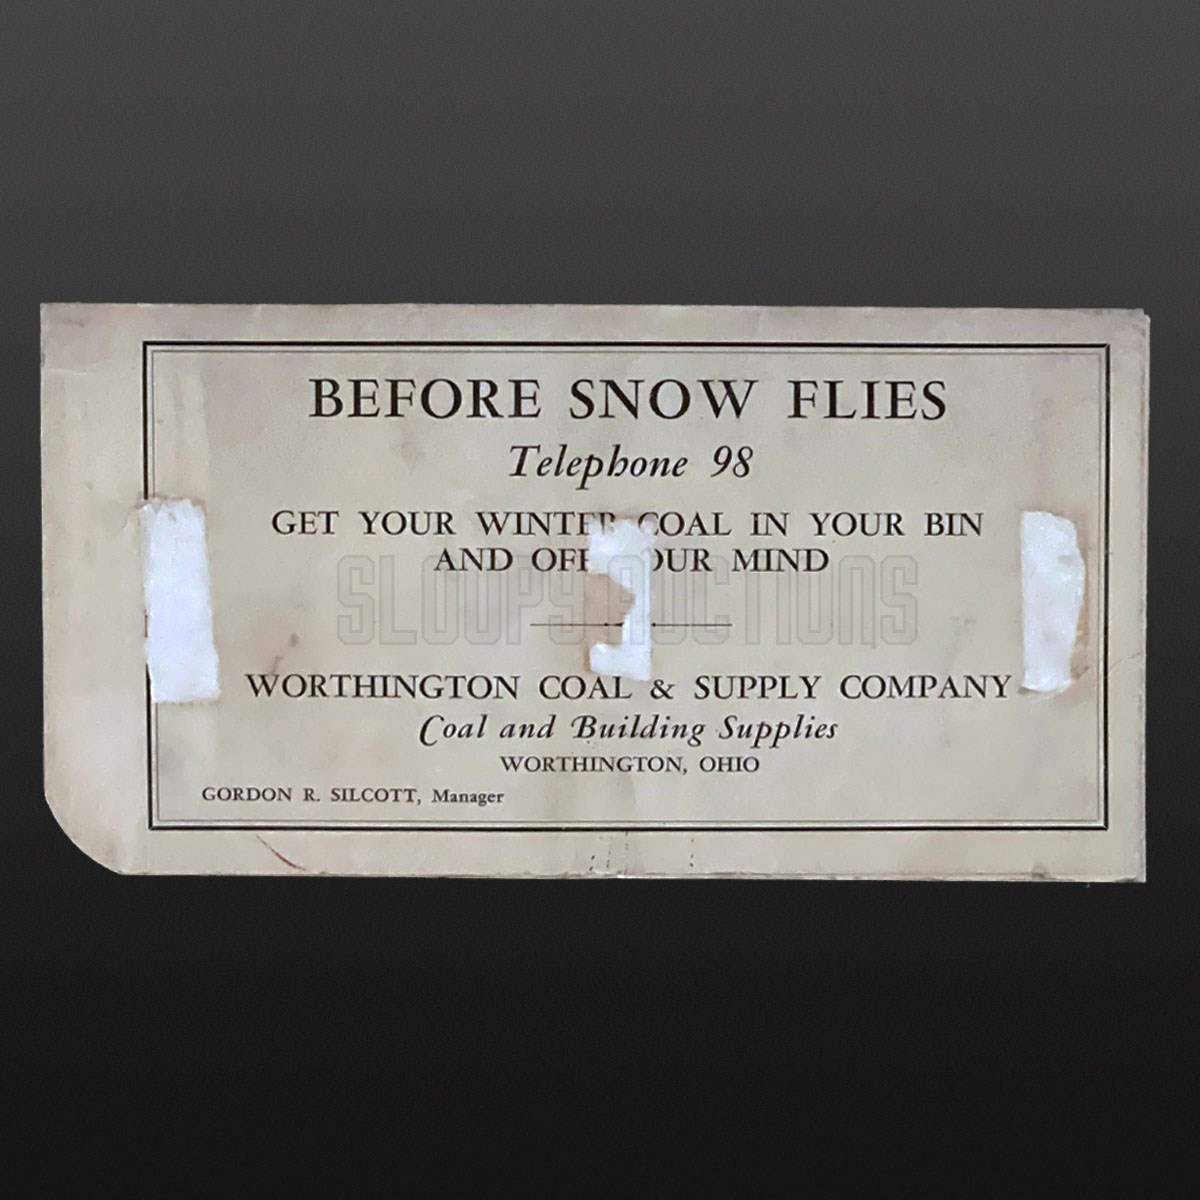 BEFORE SNOW FLIES
Telephone 98
GET YOUR WINTER COAL IN YOUR BIN
AND OFF YOUR MIND
SLOOPY AUCTIONS
WORTHINGTON COAL & SUPPLY COMPANY
Coal and Building Supplies
WORTHINGTON, OHIO
GORDON R. SILCOTT, Manager